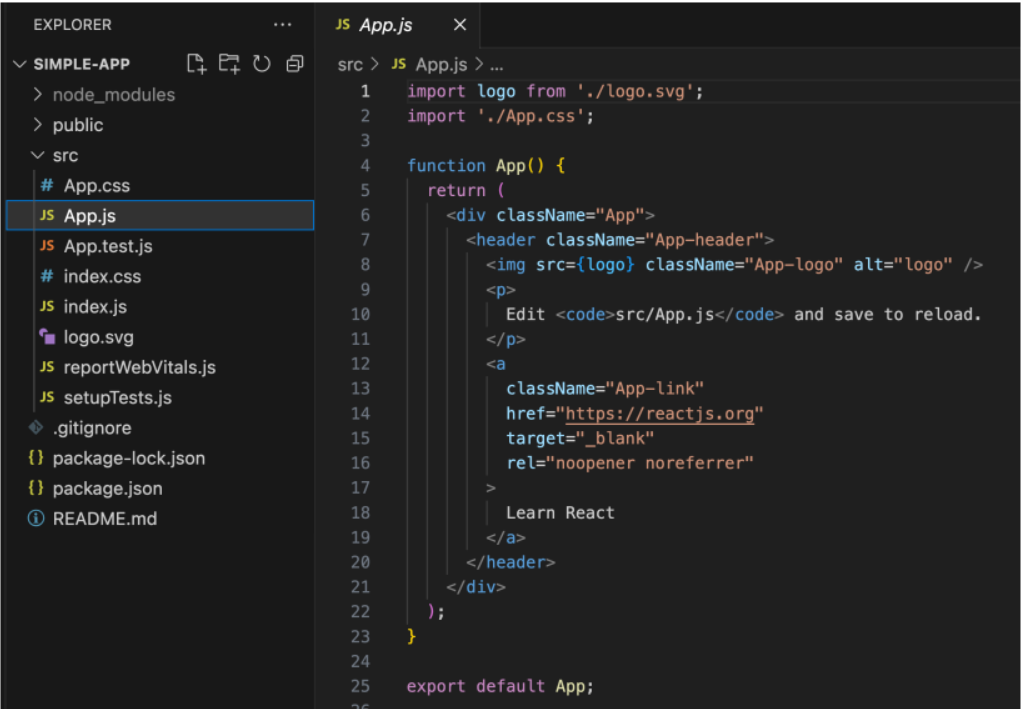 EXPLORER
SIMPLE-APP
node_modules
public
src
# App.css
JS App.js
JS App.test.js
# index.css
JS index.js
logo.svg
JS reportWebVitals.js
JS setupTests.js
.gitignore
{} package-lock.json
{} package.json
README.md
JS App.js
src > JS App.js > ...
1 import logo from './logo.svg';
2 import './App.css';
3
4 function App() {
5 return (
6 <div className="App">
7 <header className="App-header">
8 <img src={logo} className="App-logo" alt="logo" />
9 <p>
10 Edit <code>src/App.js</code> and save to reload.
11 </p>
12 <a
13 className="App-link"
14 href="https://reactjs.org"
15 target="_blank"
16 rel="noopener noreferrer"
17 >
18 Learn React
19 </a>
20 </header>
21 </div>
22 );
23 }
24
25 export default App;
26